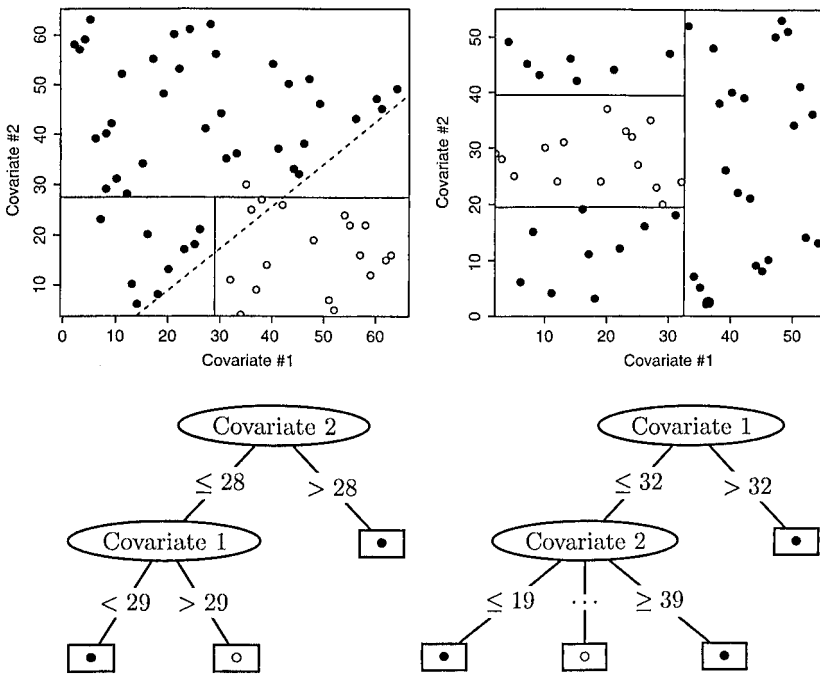 60
50
40
30
20
10
Covariate #2
0 10 20 30 40 50 60
Covariate #1
50
40
30
20
10
0
Covariate #2
10 20 30 40 50
Covariate #1
Covariate 2
≤ 28 > 28
Covariate 1
< 29 > 29
Covariate 1
≤ 32 > 32
Covariate 2
≤ 19 ··· ≥ 39